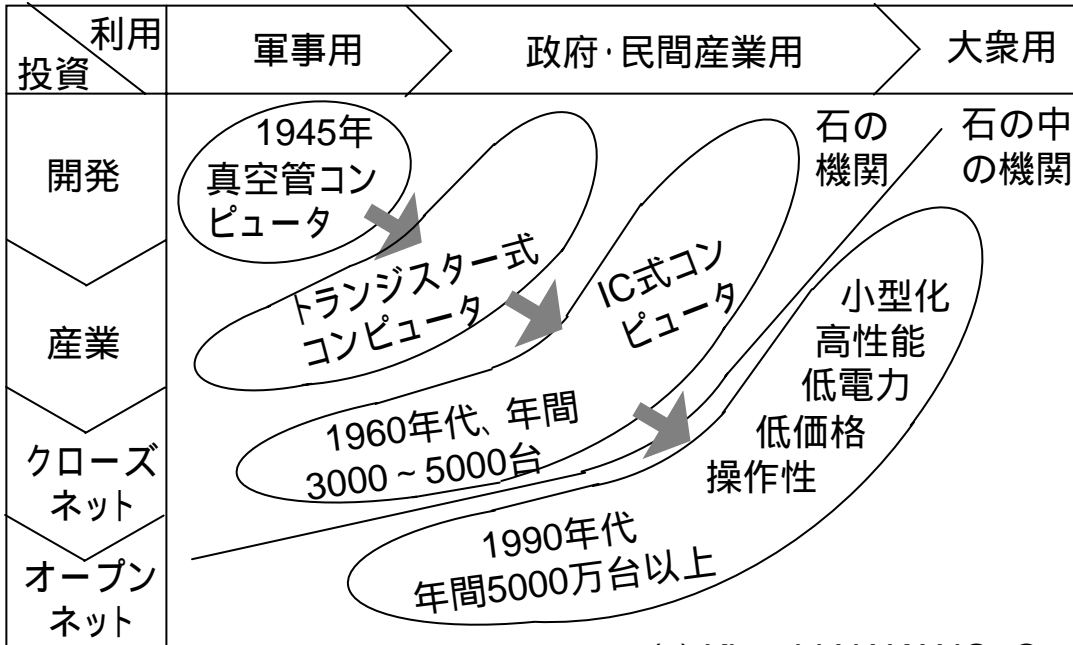 利用
投資
軍事用
政府・民間産業用
大衆用
開発
産業
クローズ
ネット
オープン
ネット
1945年
真空管コン
ピュータ
トランジスター式
コンピュータ
IC式コン
ピュータ
1960年代、年間
3000～5000台
石の
機関
石の中
の機関
小型化
高性能
低電力
低価格
操作性
1990年代
年間5000万台以上